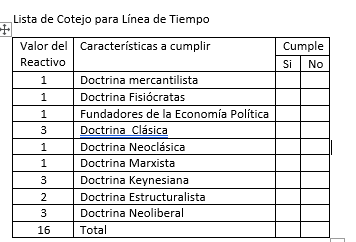 Lista de Cotejo para Línea de Tiempo
Valor del Reactivo Características a cumplir Cumple
Si No
1 Doctrina mercantilista
1 Doctrina Fisiócratas
1 Fundadores de la Economía Política
3 Doctrina Clásica
1 Doctrina Neoclásica
1 Doctrina Marxista
3 Doctrina Keynesiana
2 Doctrina Estructuralista
3 Doctrina Neoliberal
16 Total